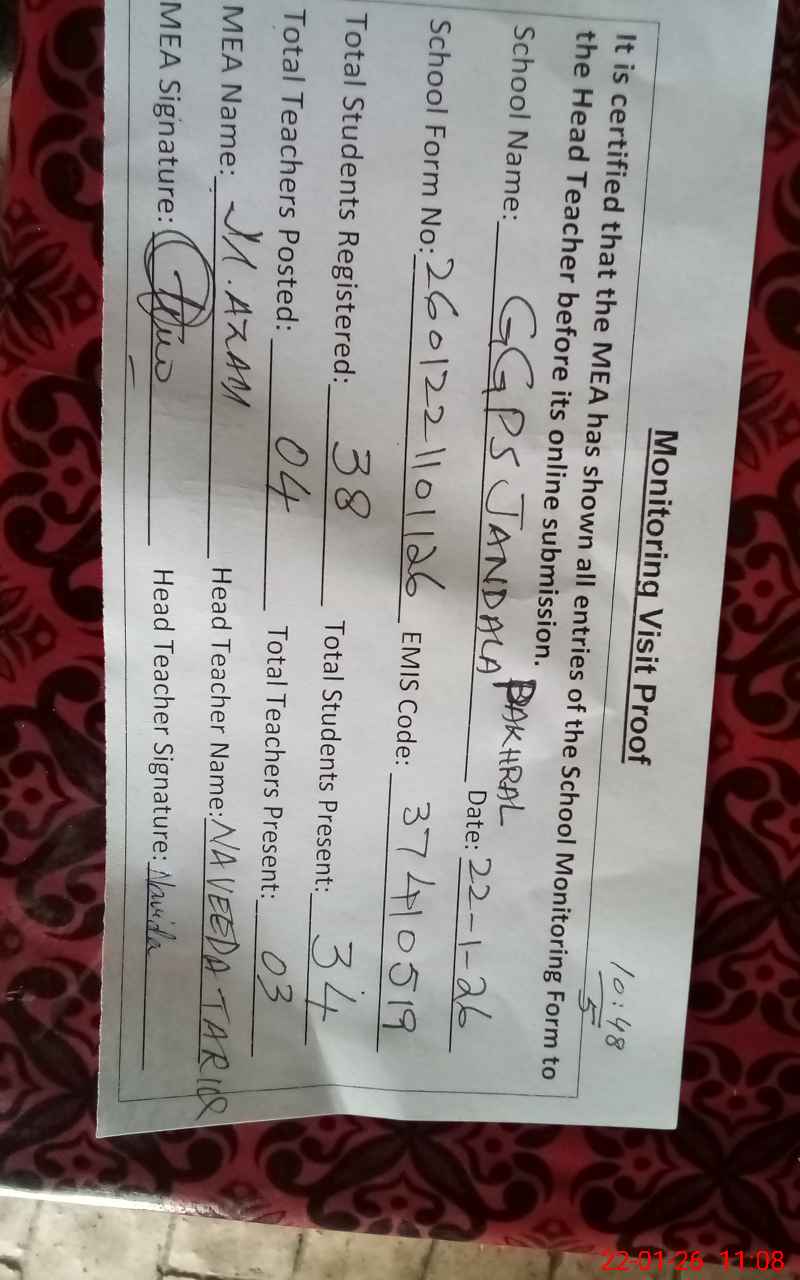 Monitoring Visit Proof
10:48
5
It is certified that the MEA has shown all entries of the School Monitoring Form to
the Head Teacher before its online submission.
School Name: GGPS JANDALA PAKHRAL Date: 22-1-26
School Form No: 2601221101126 EMIS Code: 37410519
Total Students Registered: 38 Total Students Present: 34
Total Teachers Posted: 04 Total Teachers Present: 03
MEA Name: M. AZAM Head Teacher Name: NAVEEDA TARIQ
MEA Signature: Head Teacher Signature: Navida
22-01-26 11:08